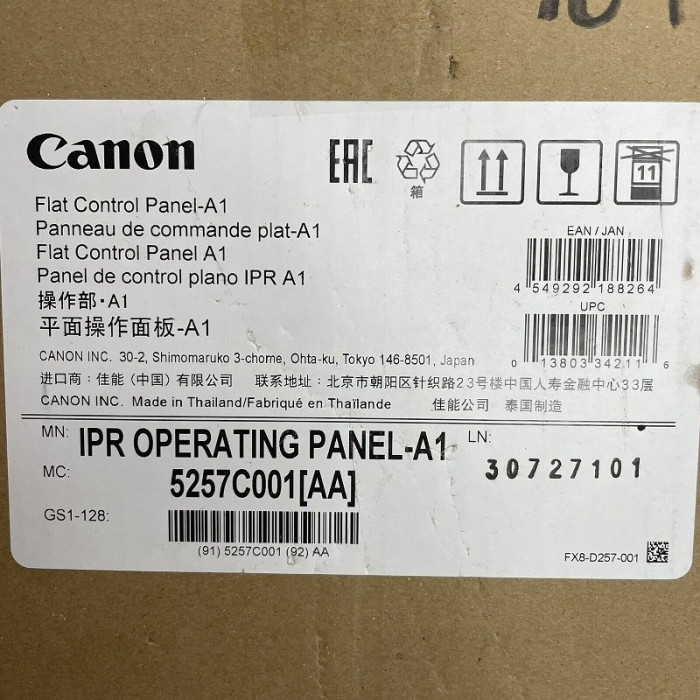 Canon
EAC
箱
11
Flat Control Panel-A1
Panneau de commande plat-A1
Flat Control Panel A1
Panel de control plano IPR A1
操作部・A1
平面操作面板-A1
EAN / JAN
4 549292 188264
UPC
0 13803 34211 6
CANON INC. 30-2, Shimomaruko 3-chome, Ohta-ku, Tokyo 146-8501, Japan
进口商：佳能（中国）有限公司 联系地址：北京市朝阳区针织路23号楼中国人寿金融中心33层
CANON INC. Made in Thailand/Fabriqué en Thaïlande 佳能公司 泰国制造
MN: IPR OPERATING PANEL-A1 LN:
30727101
MC: 5257C001[AA]
GS1-128:
(91) 5257C001 (92) AA
FX8-D257-001